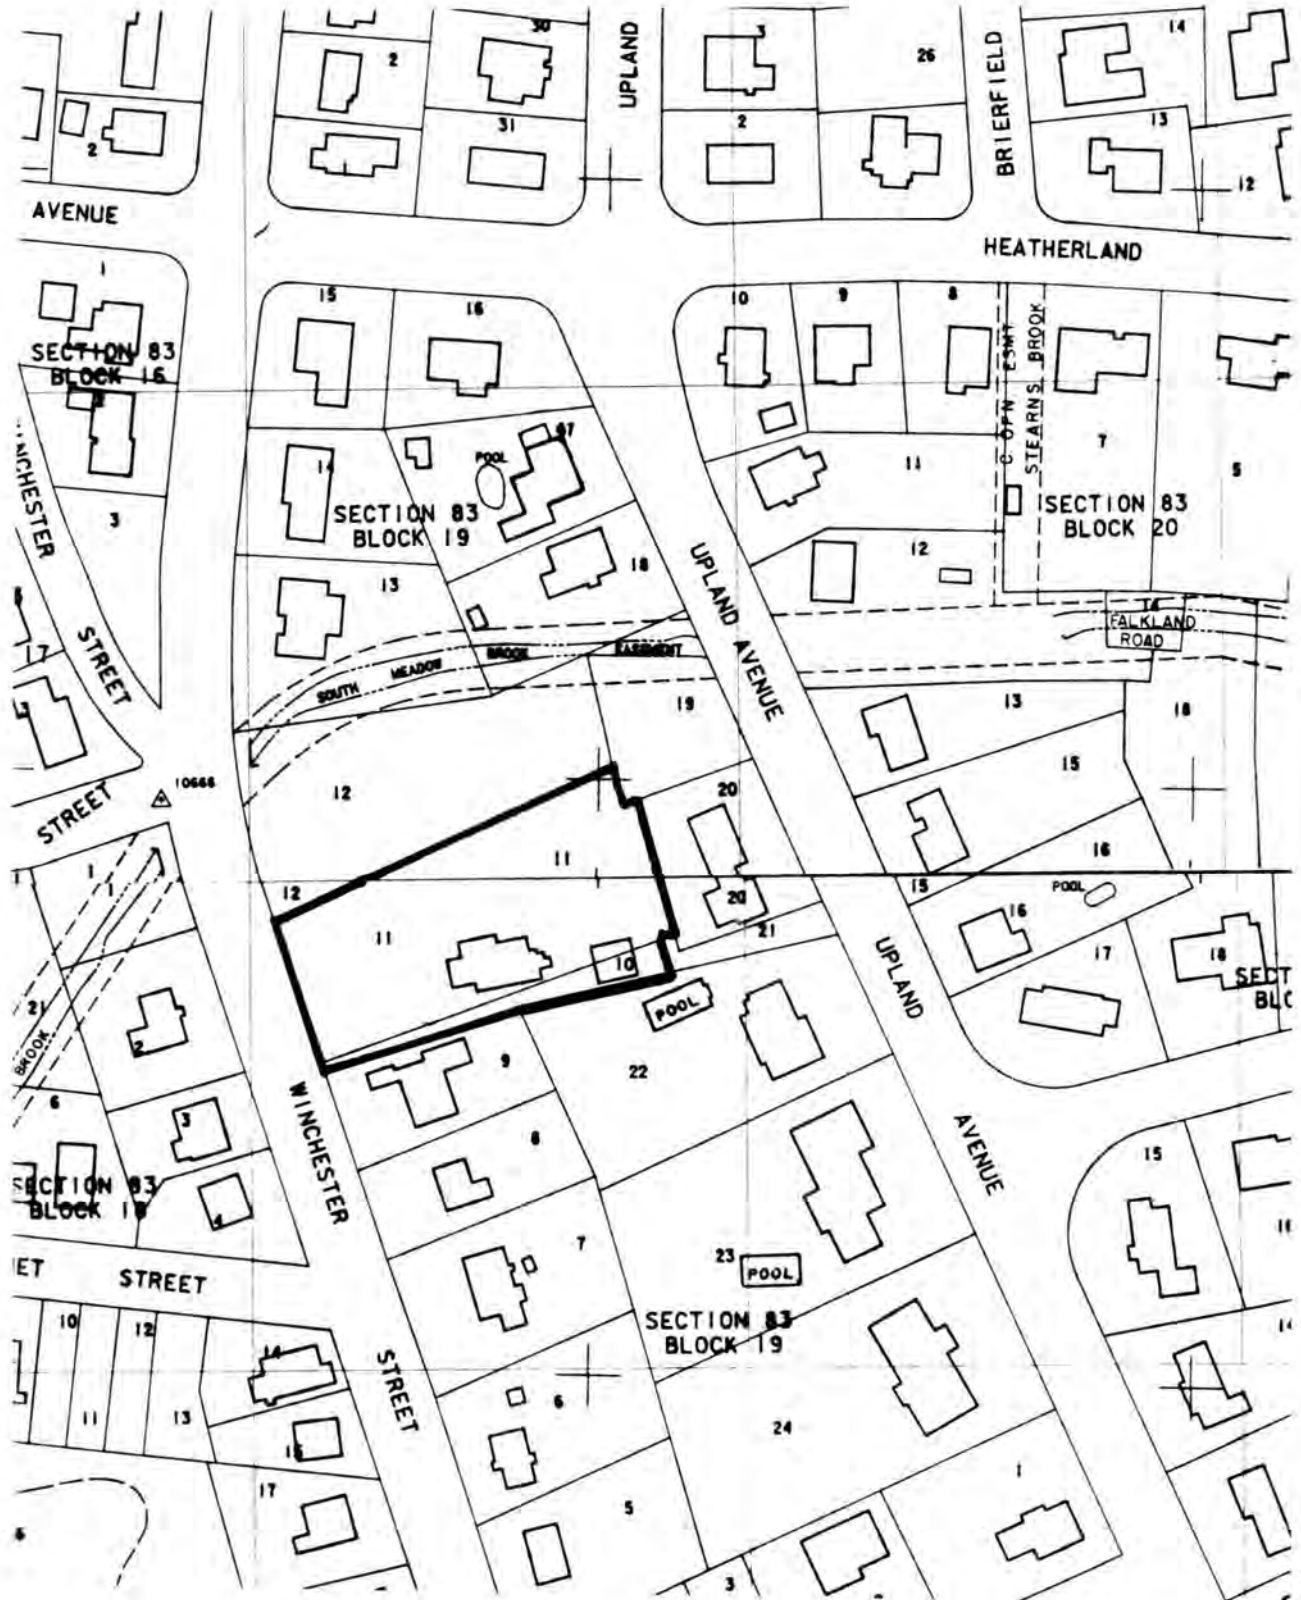 30
2
UPLAND
3
26
BRIERFIELD
14
31
2
13
12
2
AVENUE
HEATHERLAND
1
15
16
10
9
8
SECTION 83
BLOCK 16
STEARNS BROOK
7
5
POOL
14
11
3
SECTION 83
BLOCK 19
SECTION 83
BLOCK 20
12
13
18
UPLAND AVENUE
STREET
FALKLAND
ROAD
17
SOUTH MEADOW BROOK EASEMENT
19
13
18
15
12
20
10666
STREET
11
16
12
20
15
POOL
16
11
21
17
18
10
UPLAND
POOL
21
2
BROOK
9
22
6
3
WINCHESTER
8
AVENUE
15
SECTION 83
BLOCK 18
4
7
23
POOL
STREET
SECTION 83
BLOCK 19
10
12
14
STREET
11
13
6
24
15
17
5
1
3